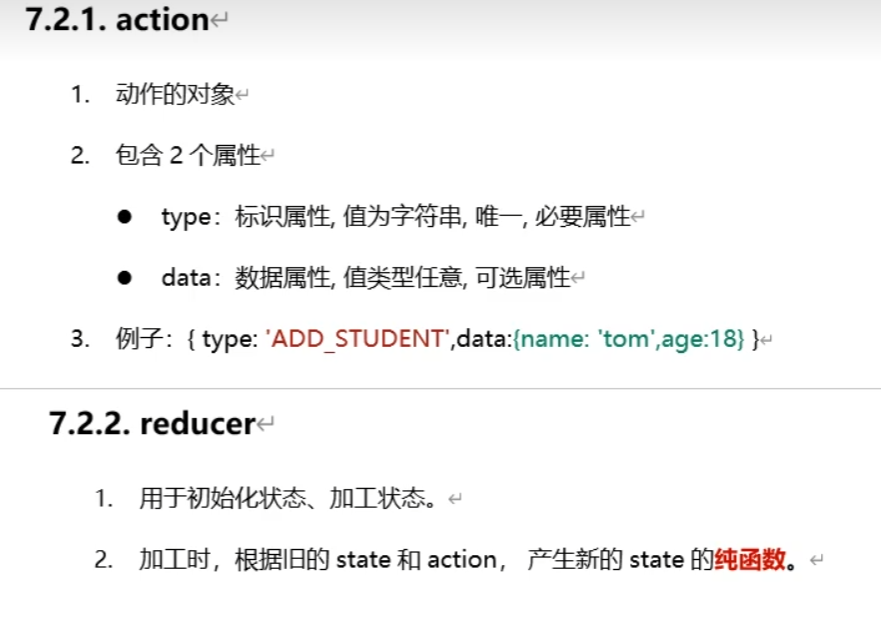 7.2.1. action↵
1. 动作的对象↵
2. 包含 2 个属性↵
● type：标识属性, 值为字符串, 唯一, 必要属性↵
● data：数据属性, 值类型任意, 可选属性↵
3. 例子：{ type: 'ADD_STUDENT',data:{name: 'tom',age:18} }↵
7.2.2. reducer↵
1. 用于初始化状态、加工状态。↵
2. 加工时，根据旧的 state 和 action， 产生新的 state 的纯函数。↵